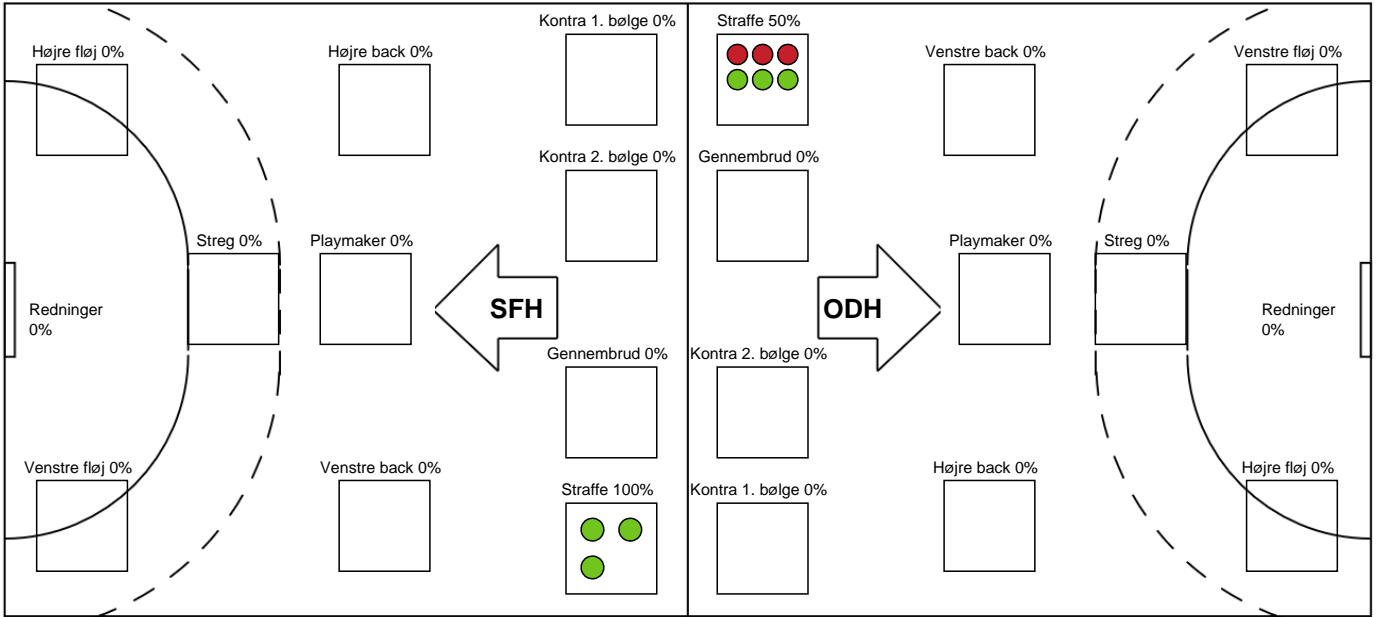 Kontra 1. bølge 0%
Straffe 50%
Højre fløj 0%
Højre back 0%
Venstre back 0%
Venstre fløj 0%
Kontra 2. bølge 0%
Gennembrud 0%
Streg 0%
Playmaker 0%
Playmaker 0%
Streg 0%
Redninger
0%
SFH
ODH
Redninger
0%
Gennembrud 0%
Kontra 2. bølge 0%
Venstre fløj 0%
Venstre back 0%
Højre back 0%
Højre fløj 0%
Straffe 100%
Kontra 1. bølge 0%